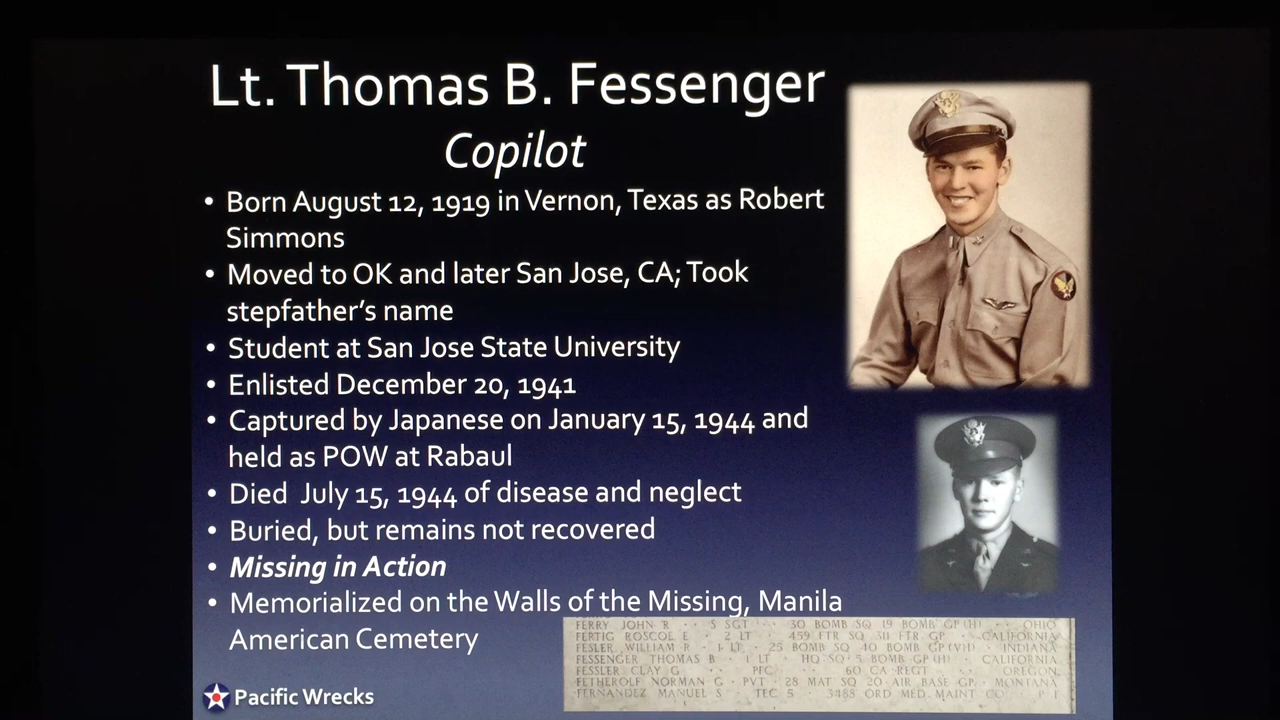 Lt. Thomas B. Fessenger
Copilot
• Born August 12, 1919 in Vernon, Texas as Robert
Simmons
• Moved to OK and later San Jose, CA; Took
stepfather's name
• Student at San Jose State University
• Enlisted December 20, 1941
• Captured by Japanese on January 15, 1944 and
held as POW at Rabaul
• Died July 15, 1944 of disease and neglect
• Buried, but remains not recovered
• Missing in Action
• Memorialized on the Walls of the Missing, Manila
American Cemetery
FERRY JOHN R · · 5 SGT · · 30 BOMB SQ 19 BOMB GP (H) · · OHIO
FERTIG ROSCOE E · 2 LT · 459 FTR SQ 311 FTR GP · CALIFORNIA
FESLER WILLIAM R · 1 LT · 25 BOMB SQ 40 BOMB GP (VH) · INDIANA
FESSENGER THOMAS B · 1 LT · HQ SQ · 5 BOMB GP (H) · CALIFORNIA
FESSLER CLAY G · PFC · 60 CA REGT · OREGON
FETHEROLF NORMAN G · PVT · 28 MAT SQ 20 AIR BASE GP · MONTANA
FERNANDEZ MANUEL S · TEC 5 · 3488 ORD MED MAINT CO · P I
Pacific Wrecks